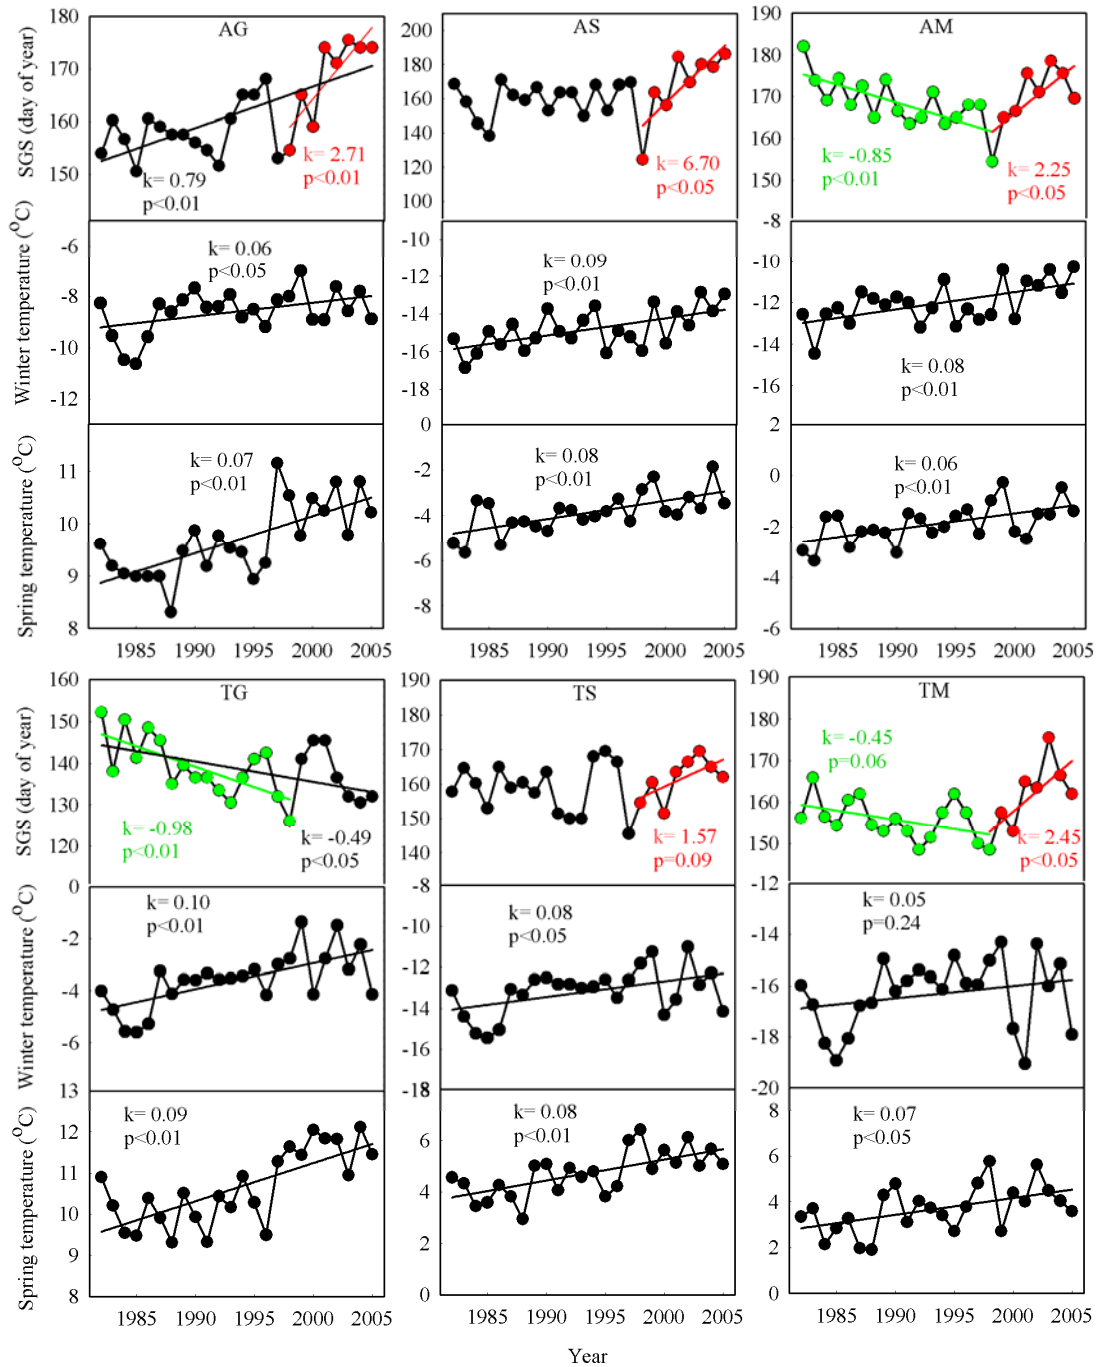 AG
AS
AM
SGS (day of year)
180
170
160
150
k= 0.79
p<0.01
k= 2.71
p<0.01
200
180
160
140
120
100
k= 6.70
p<0.05
190
180
170
160
150
k= -0.85
p<0.01
k= 2.25
p<0.05
Winter temperature (°C)
-6
-8
-10
-12
k= 0.06
p<0.05
-10
-12
-14
-16
-18
k= 0.09
p<0.01
-8
-10
-12
-14
-16
k= 0.08
p<0.01
Spring temperature (°C)
11
10
9
8
k= 0.07
p<0.01
0
-2
-4
-6
-8
k= 0.08
p<0.01
2
0
-2
-4
-6
k= 0.06
p<0.01
1985 1990 1995 2000 2005
1985 1990 1995 2000 2005
1985 1990 1995 2000 2005
TG
TS
TM
SGS (day of year)
160
150
140
130
120
k= -0.98
p<0.01
k= -0.49
p<0.05
190
180
170
160
150
140
k= 1.57
p=0.09
190
180
170
160
150
k= -0.45
p=0.06
k= 2.45
p<0.05
Winter temperature (°C)
0
-2
-4
-6
k= 0.10
p<0.01
-8
-10
-12
-14
-16
-18
k= 0.08
p<0.05
-12
-14
-16
-18
-20
k= 0.05
p=0.24
Spring temperature (°C)
13
12
11
10
9
8
k= 0.09
p<0.01
8
6
4
2
0
k= 0.08
p<0.01
8
6
4
2
0
k= 0.07
p<0.05
1985 1990 1995 2000 2005
1985 1990 1995 2000 2005
1985 1990 1995 2000 2005
Year